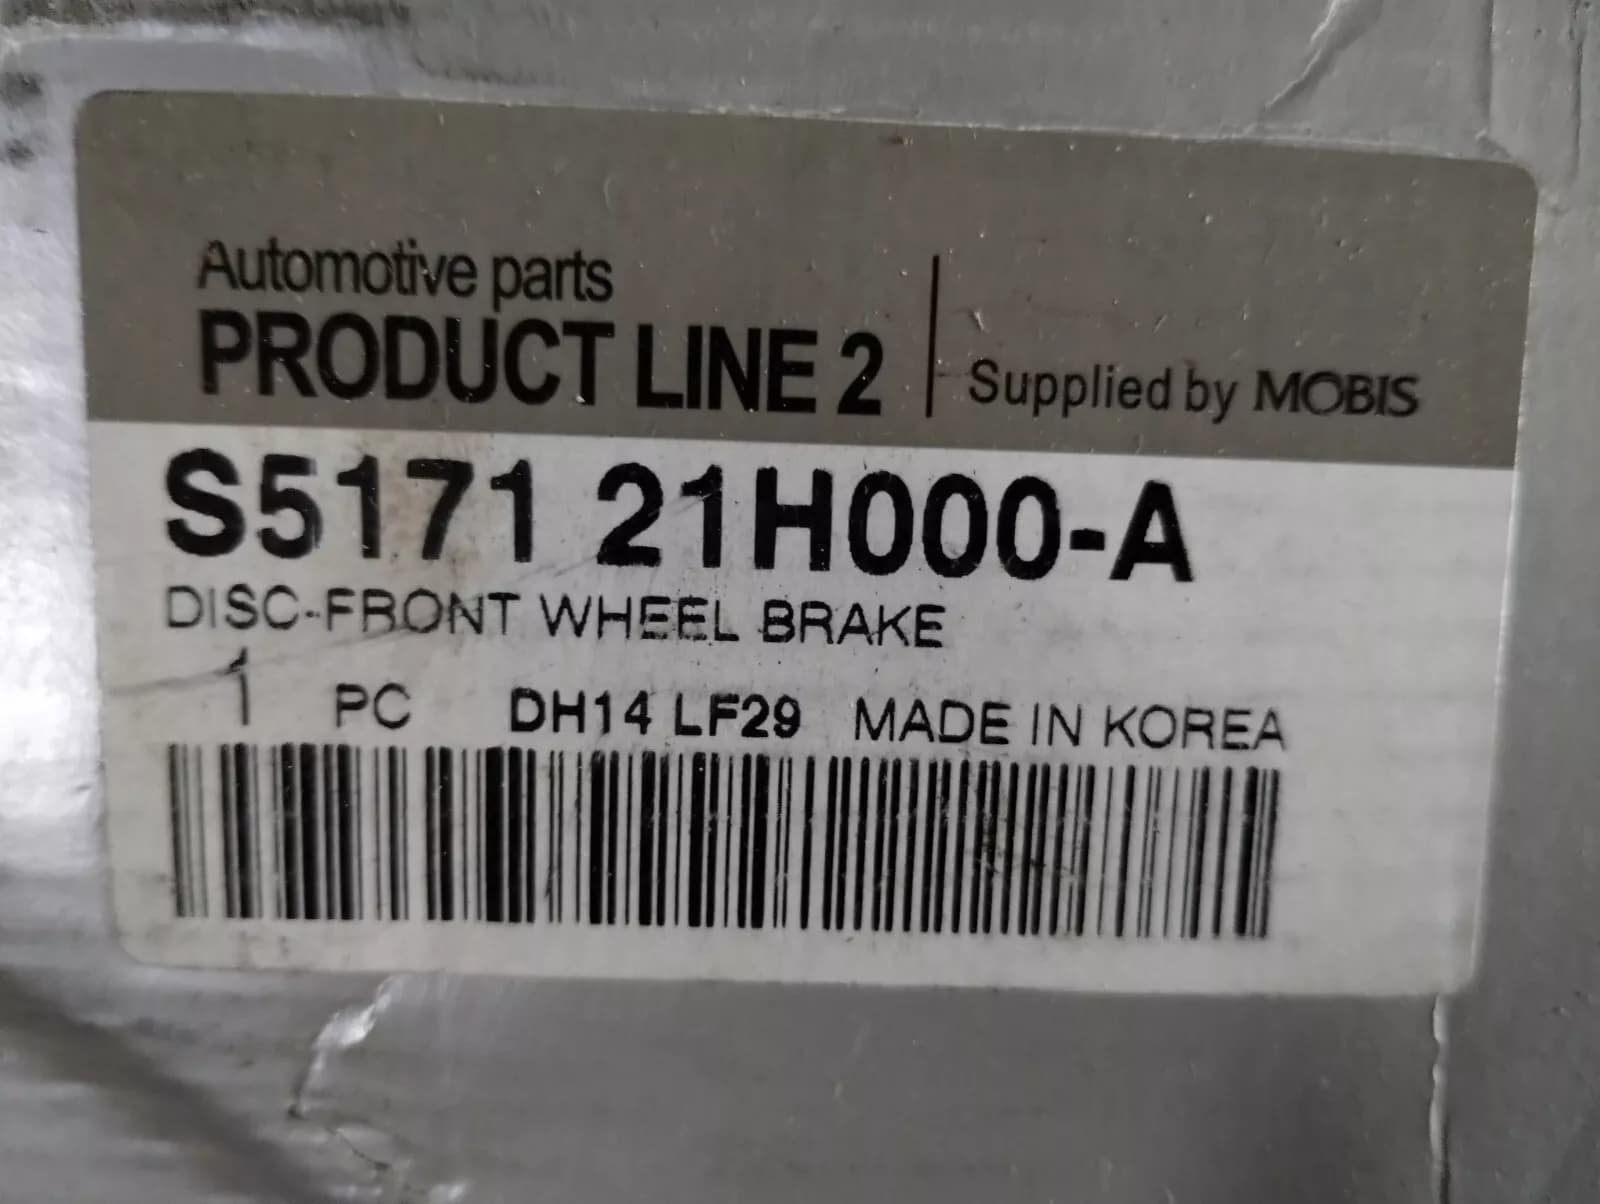 Automotive parts
PRODUCT LINE 2
Supplied by MOBIS
S5171 21H000-A
DISC-FRONT WHEEL BRAKE
1 PC DH14 LF29 MADE IN KOREA